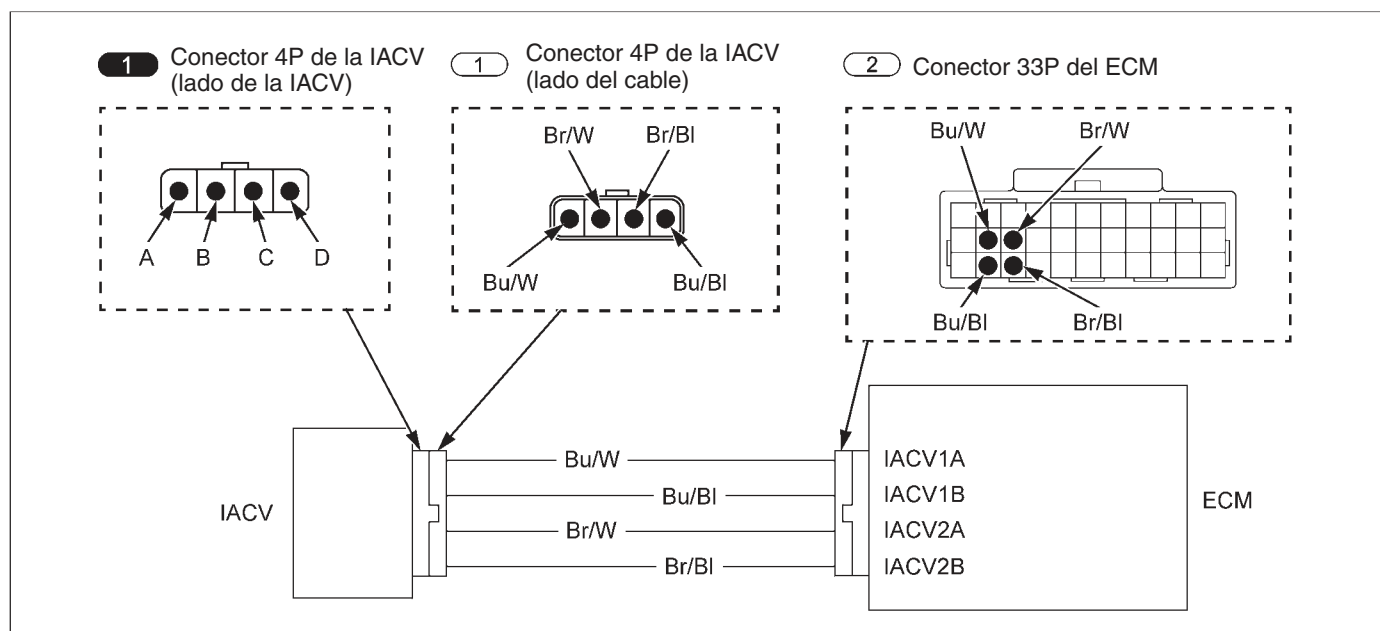 1 Conector 4P de la IACV
(lado de la IACV)
1 Conector 4P de la IACV
(lado del cable)
2 Conector 33P del ECM
A B C D
Br/W Br/Bl
Bu/W Bu/Bl
Bu/W Br/W
Bu/Bl Br/Bl
IACV
Bu/W
Bu/Bl
Br/W
Br/Bl
IACV1A
IACV1B
IACV2A
IACV2B
ECM